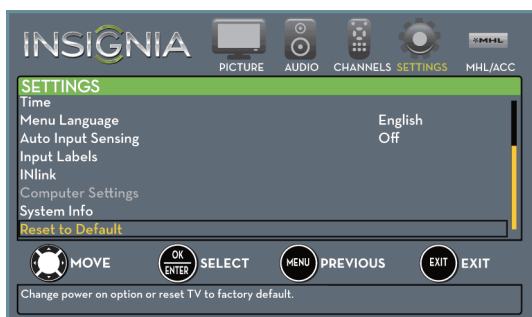 INSIGNIA
MHL
PICTURE AUDIO CHANNELS SETTINGS MHL/ACC
SETTINGS
Time
Menu Language English
Auto Input Sensing Off
Input Labels
INlink
Computer Settings
System Info
Reset to Default
MOVE OK ENTER SELECT MENU PREVIOUS EXIT EXIT
Change power on option or reset TV to factory default.